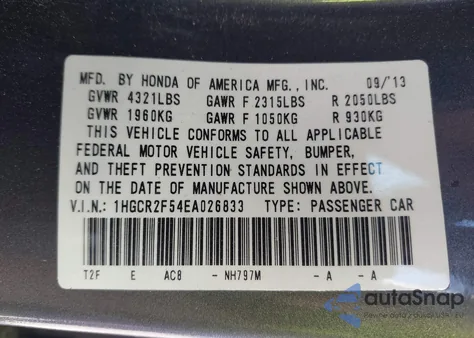 MFD. BY HONDA OF AMERICA MFG., INC. 09/13
GVWR 4321LBS GAWR F 2315LBS R 2050LBS
GVWR 1960KG GAWR F 1050KG R 930KG
THIS VEHICLE CONFORMS TO ALL APPLICABLE
FEDERAL MOTOR VEHICLE SAFETY, BUMPER,
AND THEFT PREVENTION STANDARDS IN EFFECT
ON THE DATE OF MANUFACTURE SHOWN ABOVE.
V.I.N.: 1HGCR2F54EA026833 TYPE: PASSENGER CAR
T2F E AC8 - NH797M - A - A
autoSnap